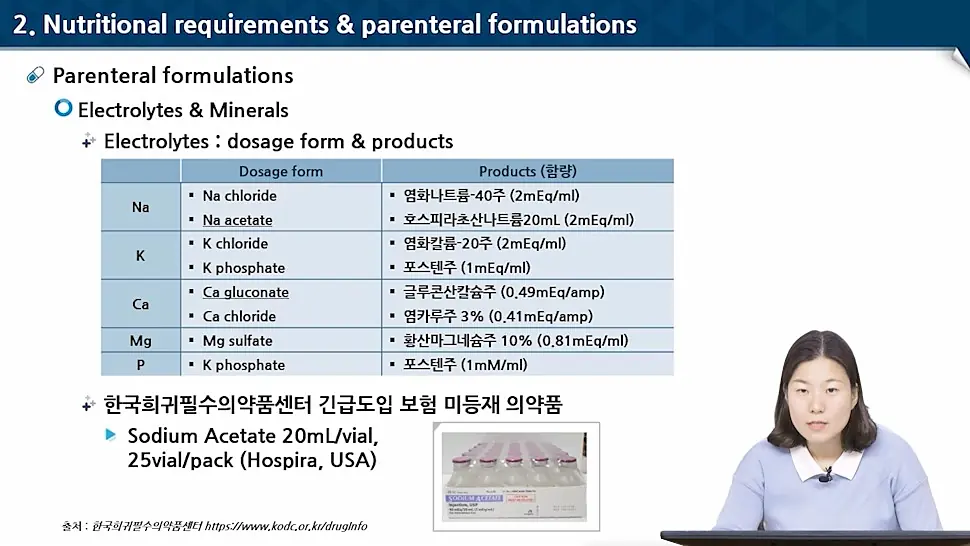 2. Nutritional requirements & parenteral formulations
Parenteral formulations
Electrolytes & Minerals
Electrolytes : dosage form & products
Dosage form Products (함량)
Na
▪ Na chloride ▪ 염화나트륨-40주 (2mEq/ml)
▪ Na acetate ▪ 호스피라초산나트륨20mL (2mEq/ml)
K
▪ K chloride ▪ 염화칼륨-20주 (2mEq/ml)
▪ K phosphate ▪ 포스텐주 (1mEq/ml)
Ca
▪ Ca gluconate ▪ 글루콘산칼슘주 (0.49mEq/amp)
▪ Ca chloride ▪ 염카루주 3% (0.41mEq/amp)
Mg ▪ Mg sulfate ▪ 황산마그네슘주 10% (0.81mEq/ml)
P ▪ K phosphate ▪ 포스텐주 (1mM/ml)
한국희귀필수의약품센터 긴급도입 보험 미등재 의약품
Sodium Acetate 20mL/vial,
25vial/pack (Hospira, USA)
SODIUM ACETATE
Injection, USP
출처 : 한국희귀필수의약품센터 https://www.kodc.or.kr/drugInfo